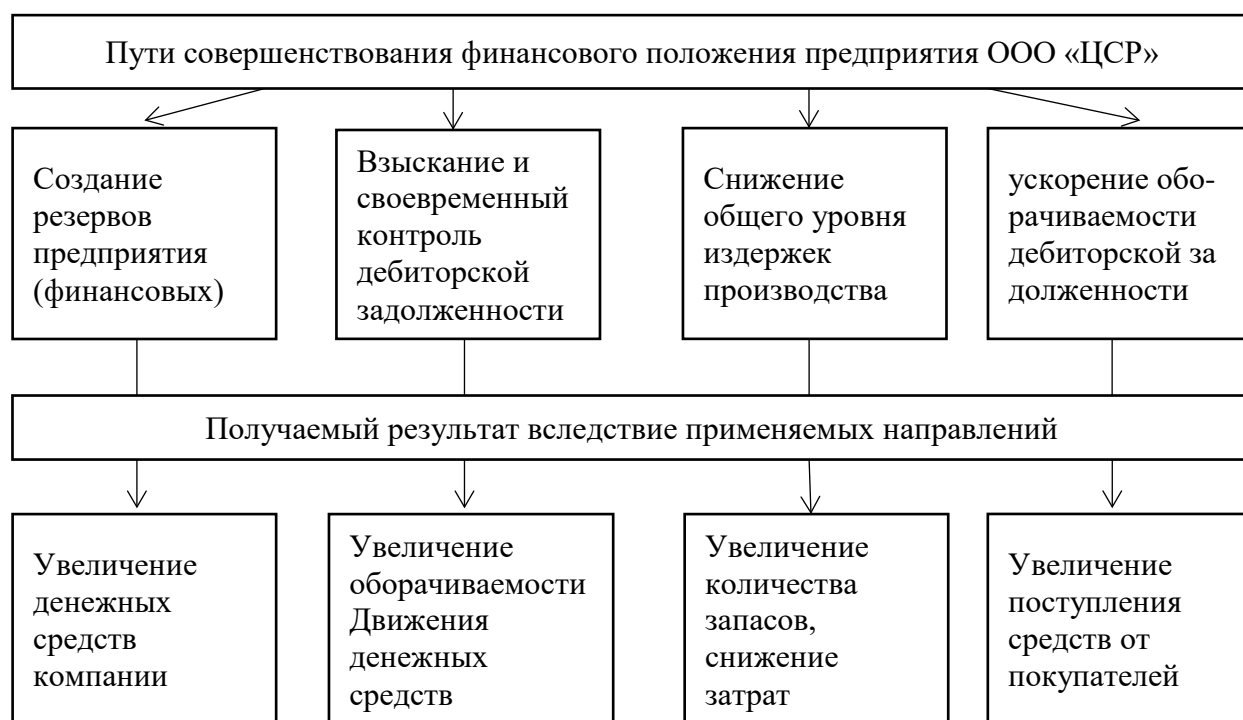 Пути совершенствования финансового положения предприятия ООО «ЦСР»
Создание
резервов
предприятия
(финансовых)
Взыскание и
своевременный
контроль
дебиторской
задолженности
Снижение
общего уровня
издержек
производства
ускорение обо-
рачиваемости
дебиторской за
долженности
Получаемый результат вследствие применяемых направлений
Увеличение
денежных
средств
компании
Увеличение
оборачиваемости
Движения
денежных
средств
Увеличение
количества
запасов,
снижение
затрат
Увеличение
поступления
средств от
покупателей